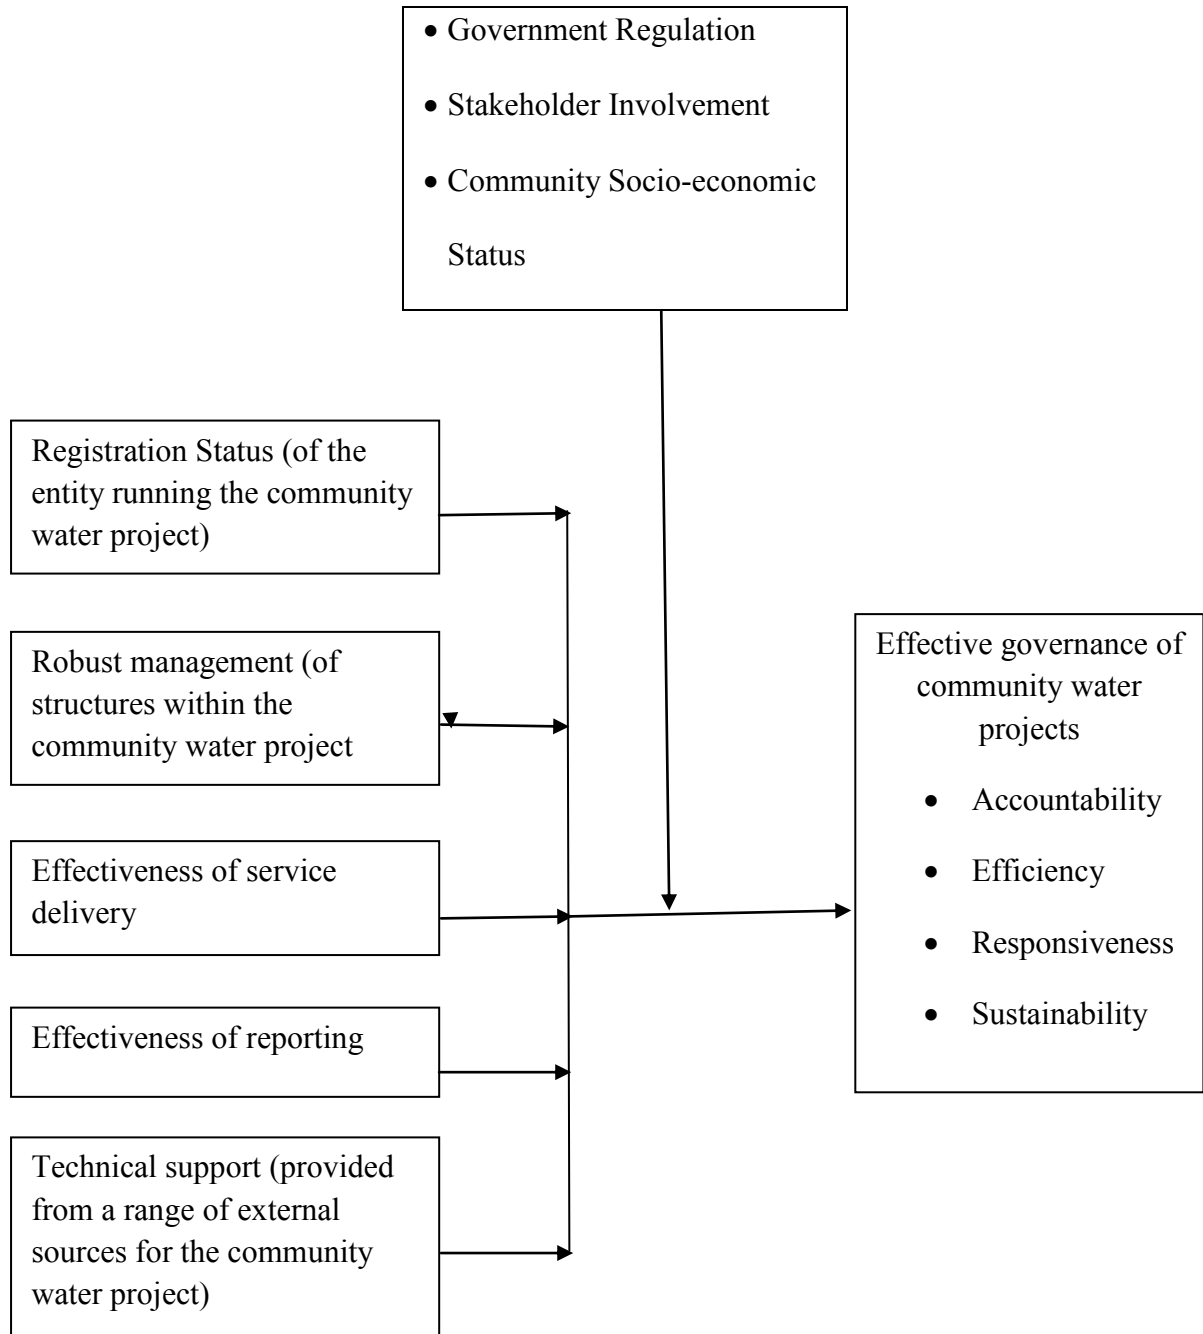 • Government Regulation
• Stakeholder Involvement
• Community Socio-economic
Status
Registration Status (of the
entity running the community
water project)
Robust management (of
structures within the
community water project
Effectiveness of service
delivery
Effectiveness of reporting
Technical support (provided
from a range of external
sources for the community
water project)
Effective governance of
community water
projects
• Accountability
• Efficiency
• Responsiveness
• Sustainability